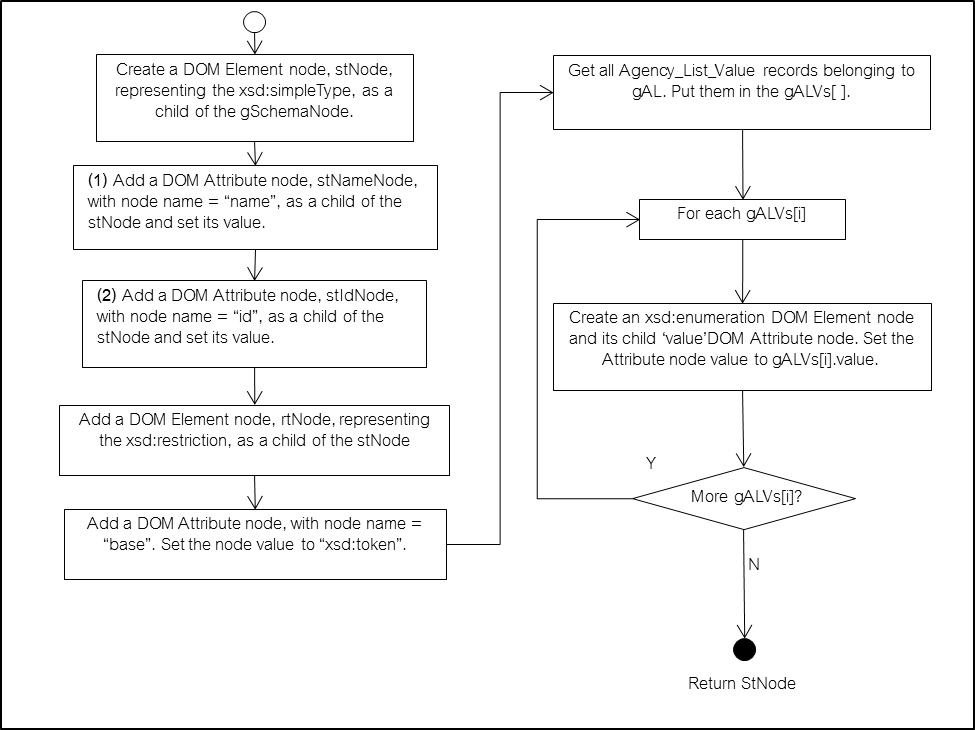 Create a DOM Element node, stNode,
representing the xsd:simpleType, as a
child of the gSchemaNode.
(1) Add a DOM Attribute node, stNameNode,
with node name = “name”, as a child of the
stNode and set its value.
(2) Add a DOM Attribute node, stIdNode,
with node name = “id”, as a child of the
stNode and set its value.
Add a DOM Element node, rtNode, representing
the xsd:restriction, as a child of the stNode
Add a DOM Attribute node, with node name =
“base”. Set the node value to “xsd:token”.
Get all Agency_List_Value records belonging to
gAL. Put them in the gALVs[ ].
For each gALVs[i]
Create an xsd:enumeration DOM Element node
and its child ‘value’DOM Attribute node. Set the
Attribute node value to gALVs[i].value.
Y
More gALVs[i]?
N
Return StNode